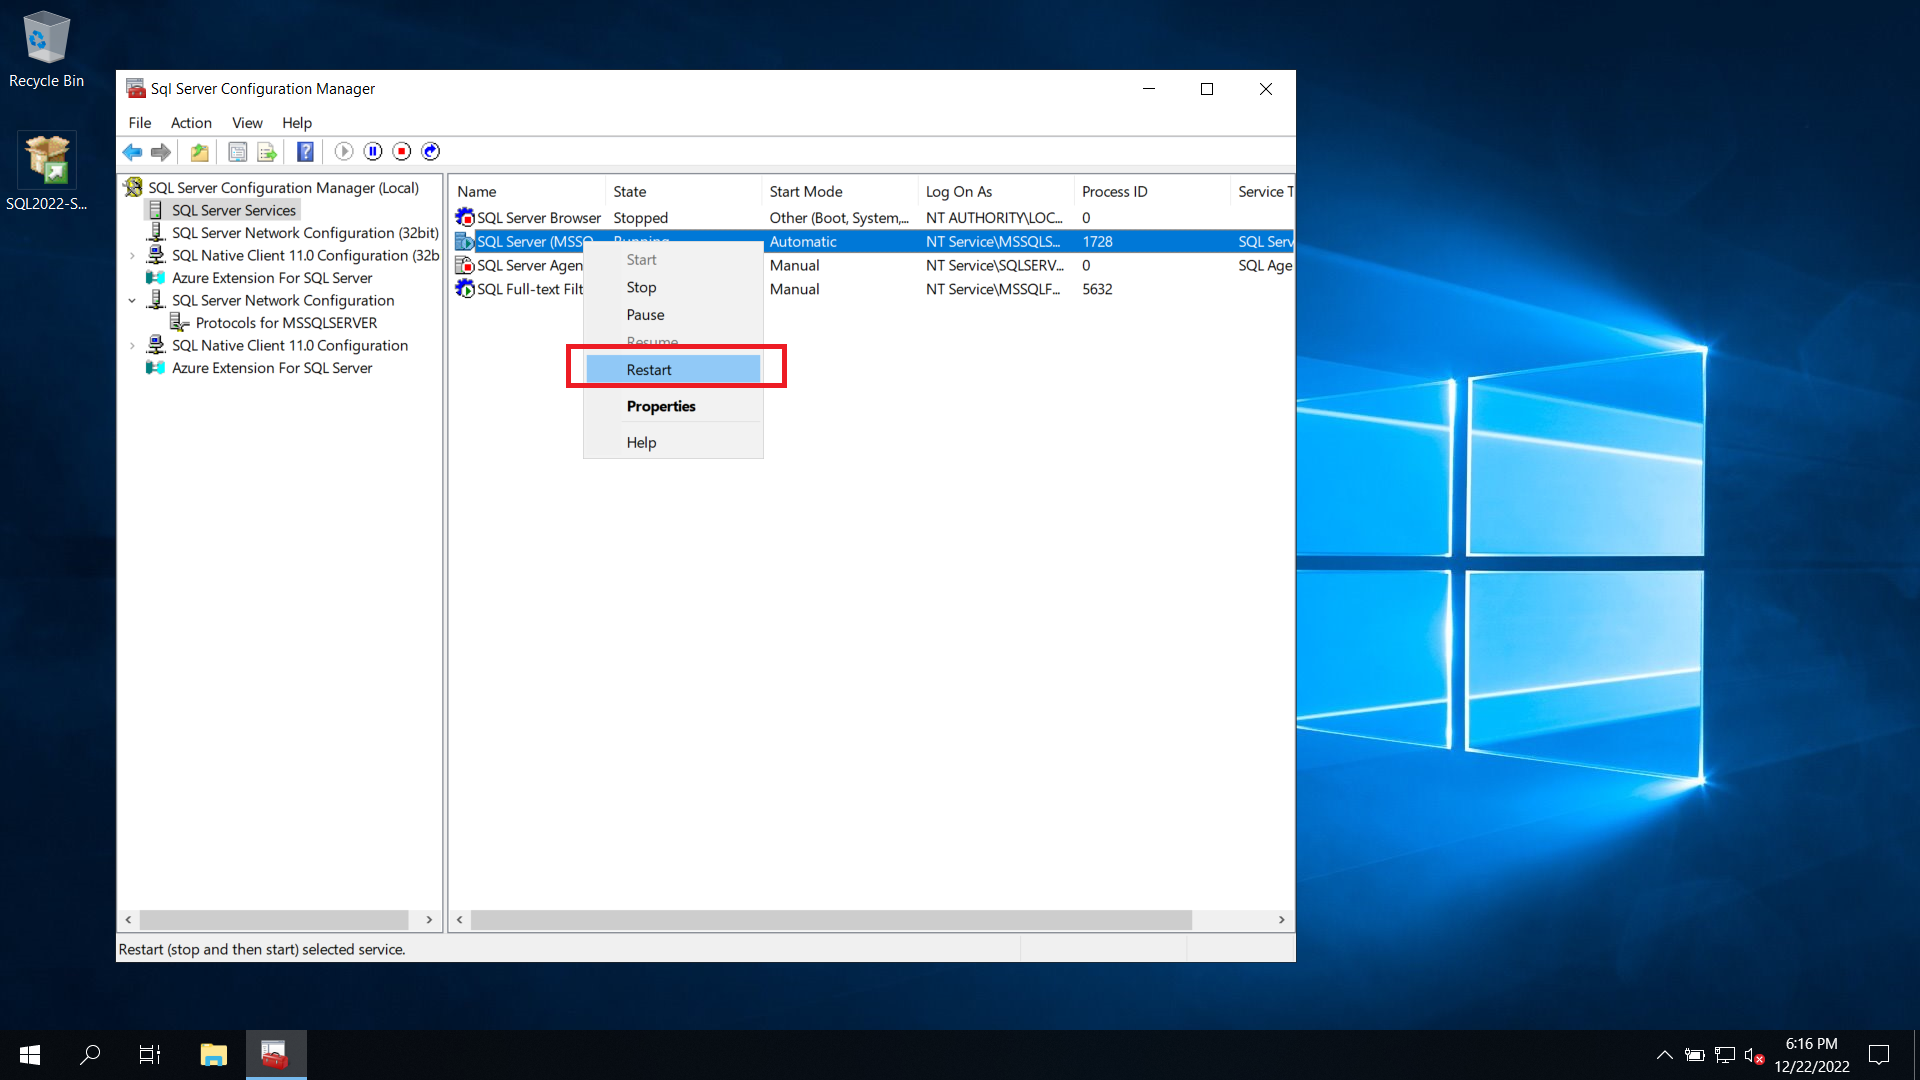 Recycle Bin
SQL2022-S...
Sql Server Configuration Manager
File Action View Help
SQL Server Configuration Manager (Local)
SQL Server Services
SQL Server Network Configuration (32bit)
SQL Native Client 11.0 Configuration (32b
Azure Extension For SQL Server
SQL Server Network Configuration
Protocols for MSSQLSERVER
SQL Native Client 11.0 Configuration
Azure Extension For SQL Server
Name State Start Mode Log On As Process ID Service T
SQL Server Browser Stopped Other (Boot, System,... NT AUTHORITY\LOC... 0
SQL Server (MSSQ Running Automatic NT Service\MSSQLS... 1728 SQL Serv
SQL Server Agen Manual NT Service\SQLSERV... 0 SQL Age
SQL Full-text Filt Manual NT Service\MSSQLF... 5632
Start
Stop
Pause
Resume
Restart
Properties
Help
Restart (stop and then start) selected service.
6:16 PM
12/22/2022